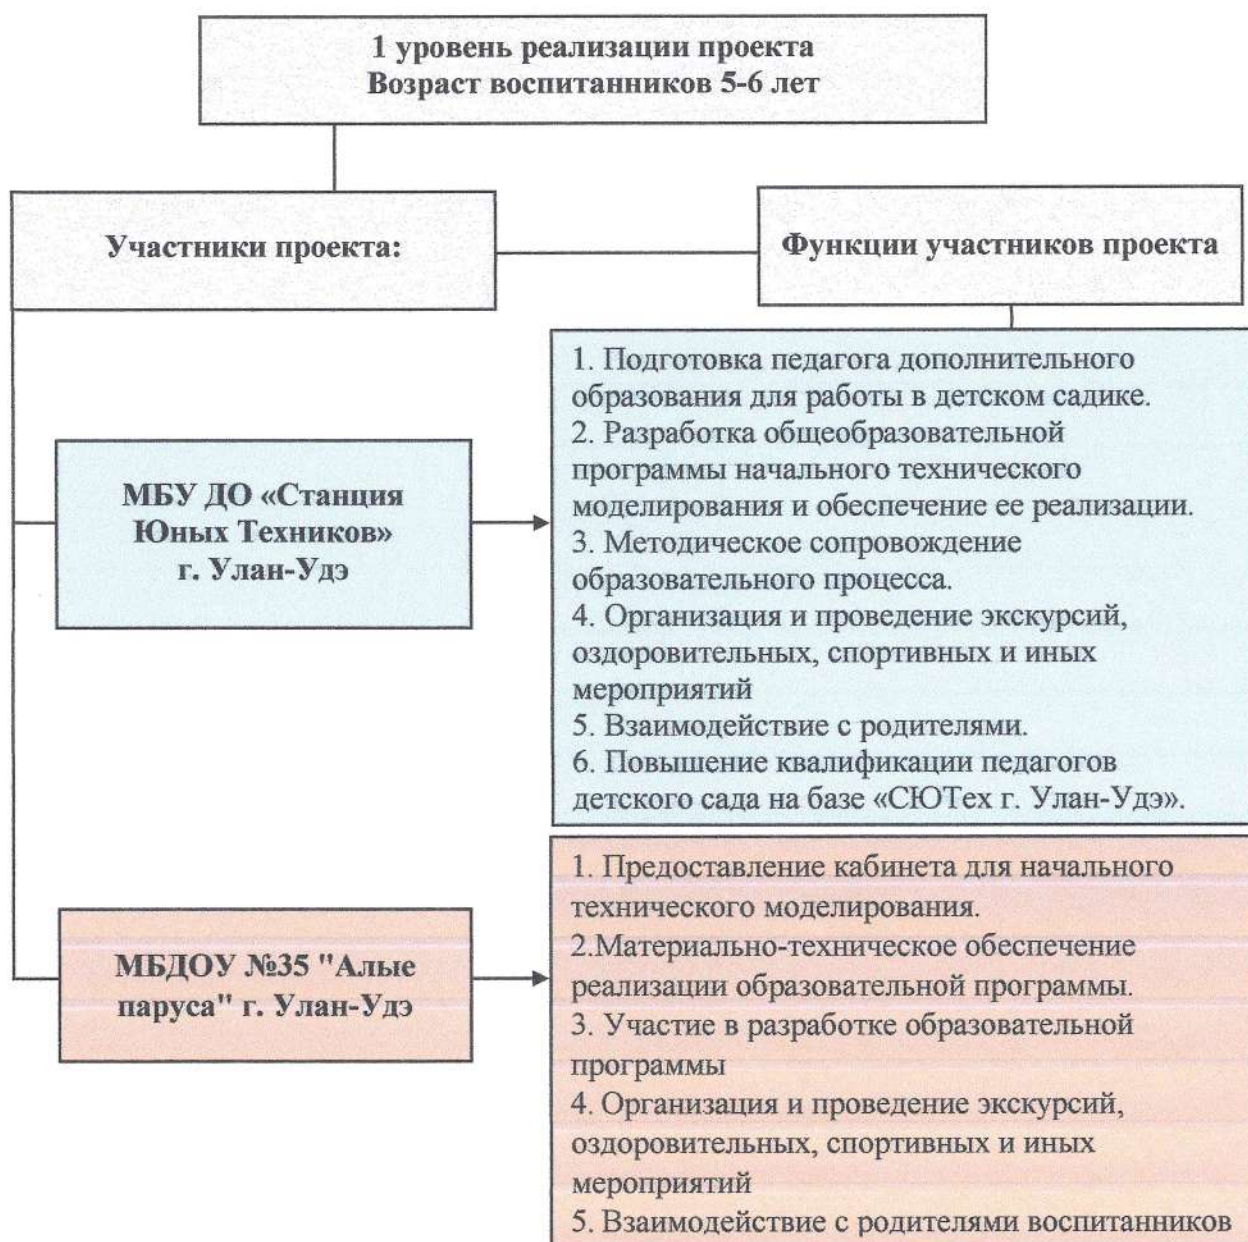 1 уровень реализации проекта
Возраст воспитанников 5-6 лет
Участники проекта:
Функции участников проекта
МБУ ДО «Станция
Юных Техников»
г. Улан-Удэ
1. Подготовка педагога дополнительного
образования для работы в детском садике.
2. Разработка общеобразовательной
программы начального технического
моделирования и обеспечение ее реализации.
3. Методическое сопровождение
образовательного процесса.
4. Организация и проведение экскурсий,
оздоровительных, спортивных и иных
мероприятий
5. Взаимодействие с родителями.
6. Повышение квалификации педагогов
детского сада на базе «СЮТех г. Улан-Удэ».
МБДОУ №35 "Алые
паруса" г. Улан-Удэ
1. Предоставление кабинета для начального
технического моделирования.
2.Материально-техническое обеспечение
реализации образовательной программы.
3. Участие в разработке образовательной
программы
4. Организация и проведение экскурсий,
оздоровительных, спортивных и иных
мероприятий
5. Взаимодействие с родителями воспитанников